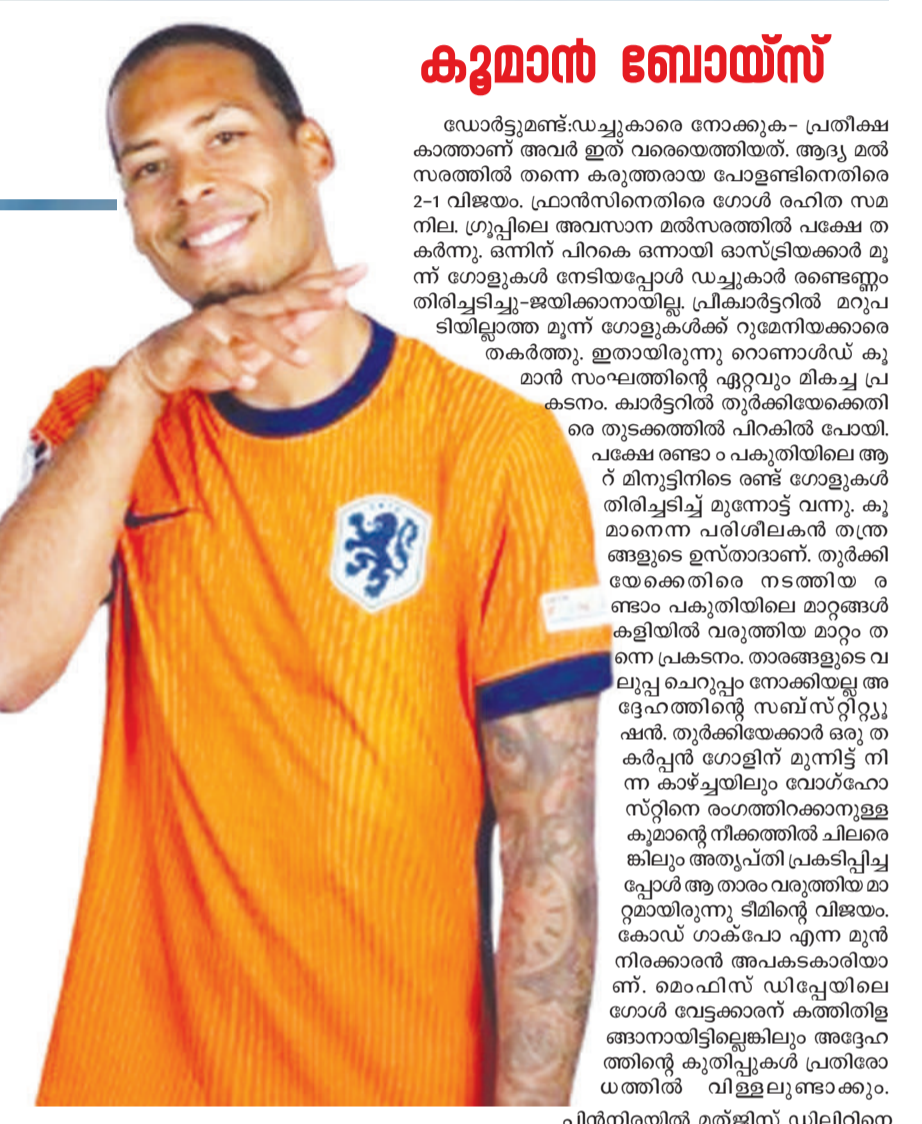 കൂമാൻ ബോയ്സ്
ഡോർട്ടുമണ്ട്:ഡച്ചുകാരെ നോക്കുക- പ്രതീക്ഷ
കാത്താണ് അവർ ഇത് വരെയെത്തിയത്. ആദ്യ മൽ
സരത്തിൽ തന്നെ കരുത്തരായ പോളണ്ടിനെതിരെ
2-1 വിജയം. ഫ്രാൻസിനെതിരെ ഗോൾ രഹിത സമ
നില. ഗ്രൂപ്പിലെ അവസാന മൽസരത്തിൽ പക്ഷേ ത
കർന്നു. ഒന്നിന് പിറകെ ഒന്നായി ഓസ്ട്രിയക്കാർ മൂ
ന്ന് ഗോളുകൾ നേടിയപ്പോൾ ഡച്ചുകാർ രണ്ടെണ്ണം
തിരിച്ചടിച്ചു-ജയിക്കാനായില്ല. പ്രീക്വാർട്ടറിൽ മറുപ
ടിയില്ലാത്ത മൂന്ന് ഗോളുകൾക്ക് റുമേനിയക്കാരെ
തകർത്തു. ഇതായിരുന്നു റൊണാൾഡ് കൂ
മാൻ സംഘത്തിന്റെ ഏറ്റവും മികച്ച പ്ര
കടനം. ക്വാർട്ടറിൽ തുർക്കിയേക്കെതി
രെ തുടക്കത്തിൽ പിറകിൽ പോയി.
പക്ഷേ രണ്ടാ ം പകുതിയിലെ ആ
റ് മിനുട്ടിനിടെ രണ്ട് ഗോളുകൾ
തിരിച്ചടിച്ച് മുന്നോട്ട് വന്നു. കൂ
മാനെന്ന പരിശീലകൻ തന്ത്ര
ങ്ങളുടെ ഉസ്താദാണ്. തുർക്കി
യേക്കെതിരെ നടത്തിയ ര
ണ്ടാം പകുതിയിലെ മാറ്റങ്ങൾ
കളിയിൽ വരുത്തിയ മാറ്റം ത
ന്നെ പ്രകടനം. താരങ്ങളുടെ വ
ലുപ്പ ചെറുപ്പം നോക്കിയല്ല അ
ദ്ദേഹത്തിന്റെ സബ്സ്റ്റിറ്റ്യൂ
ഷൻ. തുർക്കിയേക്കാർ ഒരു ത
കർപ്പൻ ഗോളിന് മുന്നിട്ട് നി
ന്ന കാഴ്ച്ചയിലും വോഗ്ഹോ
സ്റ്റിനെ രംഗത്തിറക്കാനുള്ള
കൂമാന്റെ നീക്കത്തിൽ ചിലരെ
ങ്കിലും അതൃപ്തി പ്രകടിപ്പിച്ച
പ്പോൾ ആ താരം വരുത്തിയ മാ
റ്റമായിരുന്നു ടീമിന്റെ വിജയം.
കോഡ് ഗാക്പോ എന്ന മുൻ
നിരക്കാരൻ അപകടകാരിയാ
ണ്. മെംഫിസ് ഡിപ്പേയിലെ
ഗോൾ വേട്ടക്കാരന് കത്തിതിള
ങ്ങാനായിട്ടില്ലെങ്കിലും അദ്ദേഹ
ത്തിന്റെ കുതിപ്പുകൾ പ്രതിരോ
ധത്തിൽ വിള്ളലുണ്ടാക്കും.
പിൻനിരയിൽ മത്ജിസ് ഡിലിറ്റിനെ